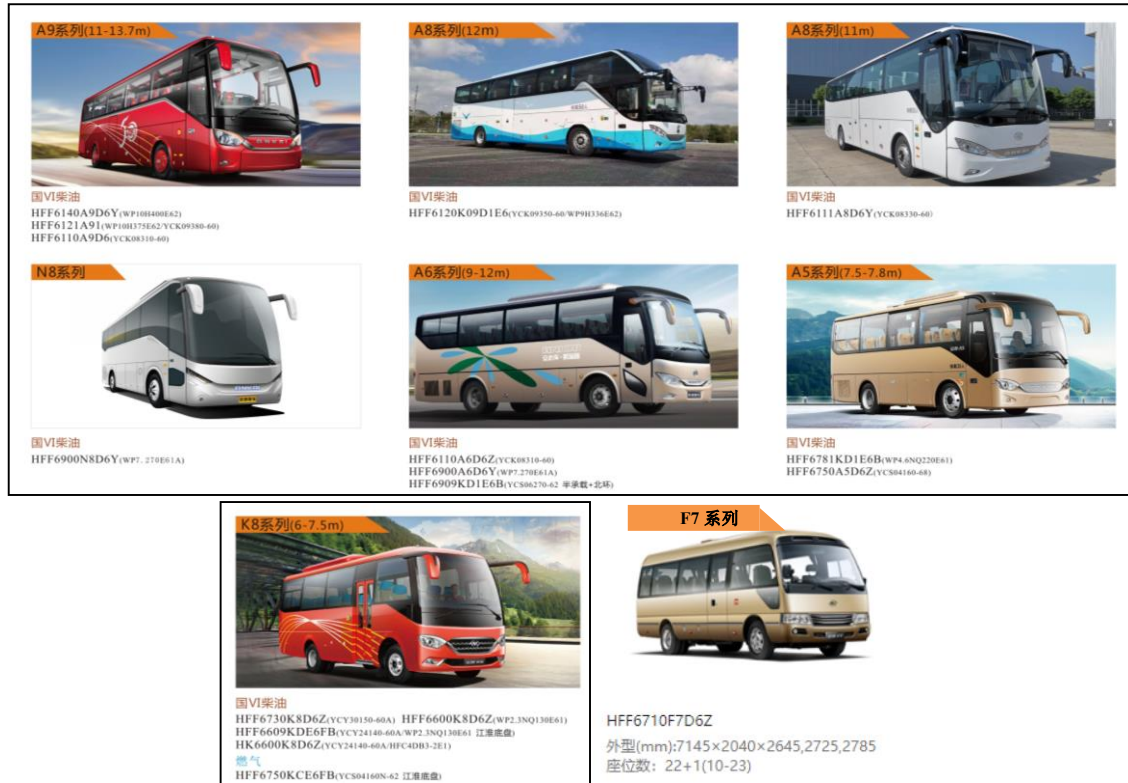 A9系列(11-13.7m)
国VI柴油
HFF6140A9D6Y(WP10H400E62)
HFF6121A91(WP10H375E62/YCK09380-60)
HFF6110A9D6(YCK08310-60)
A8系列(12m)
国VI柴油
HFF6120K09D1E6(YCK09350-60/WP9H336E62)
A8系列(11m)
国VI柴油
HFF6111A8D6Y(YCK08330-60)
N8系列
国VI柴油
HFF6900N8D6Y(WP7. 270E61A)
A6系列(9-12m)
国VI柴油
HFF6110A6D6Z(YCK08310-60)
HFF6900A6D6Y(WP7.270E61A)
HFF6909KD1E6B(YCS06270-62 半承载+北环)
A5系列(7.5-7.8m)
国VI柴油
HFF6781KD1E6B(WP4.6NQ220E61)
HFF6750A5D6Z(YCS04160-68)
K8系列(6-7.5m)
国VI柴油
HFF6730K8D6Z(YCY30150-60A) HFF6600K8D6Z(WP2.3NQ130E61)
HFF6609KDE6FB(YCY24140-60A/WP2.3NQ130E61 江淮底盘)
HK6600K8D6Z(YCY24140-60A/HFC4DB3-2E1)
燃气
HFF6750KCE6FB(YCS04160N-62 江淮底盘)
F7 系列
HFF6710F7D6Z
外型(mm):7145×2040×2645,2725,2785
座位数：22+1(10-23)